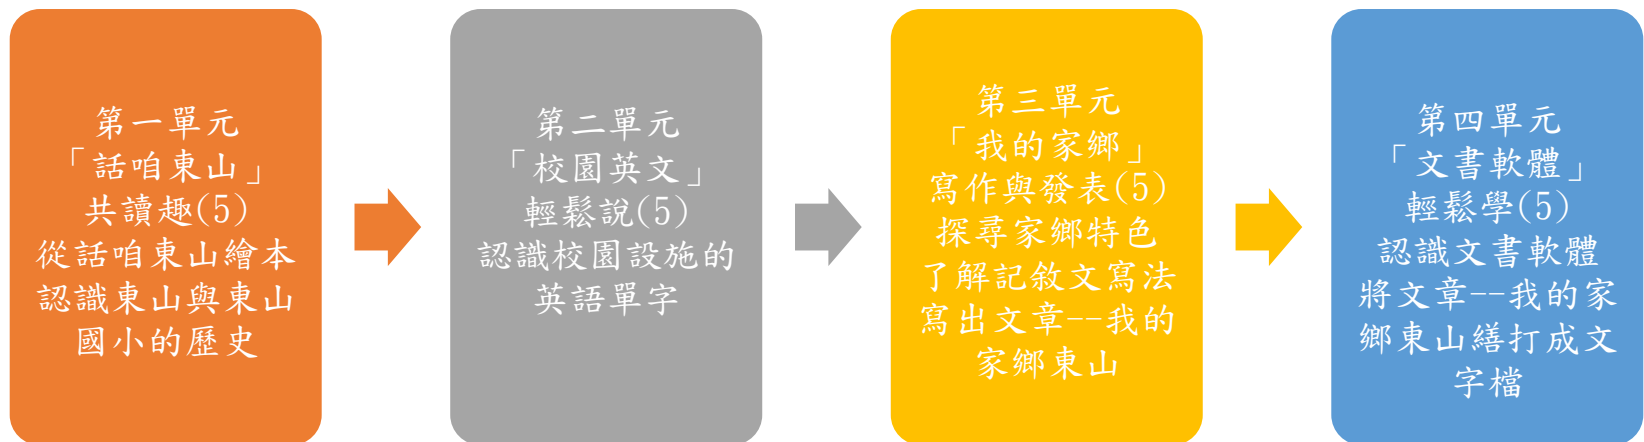 第一單元
「話咱東山」
共讀趣(5)
從話咱東山繪本
認識東山與東山
國小的歷史
第二單元
「校園英文」
輕鬆說(5)
認識校園設施的
英語單字
第三單元
「我的家鄉」
寫作與發表(5)
探尋家鄉特色
了解記敘文寫法
寫出文章--我的
家鄉東山
第四單元
「文書軟體」
輕鬆學(5)
認識文書軟體
將文章--我的家
鄉東山繕打成文
字檔